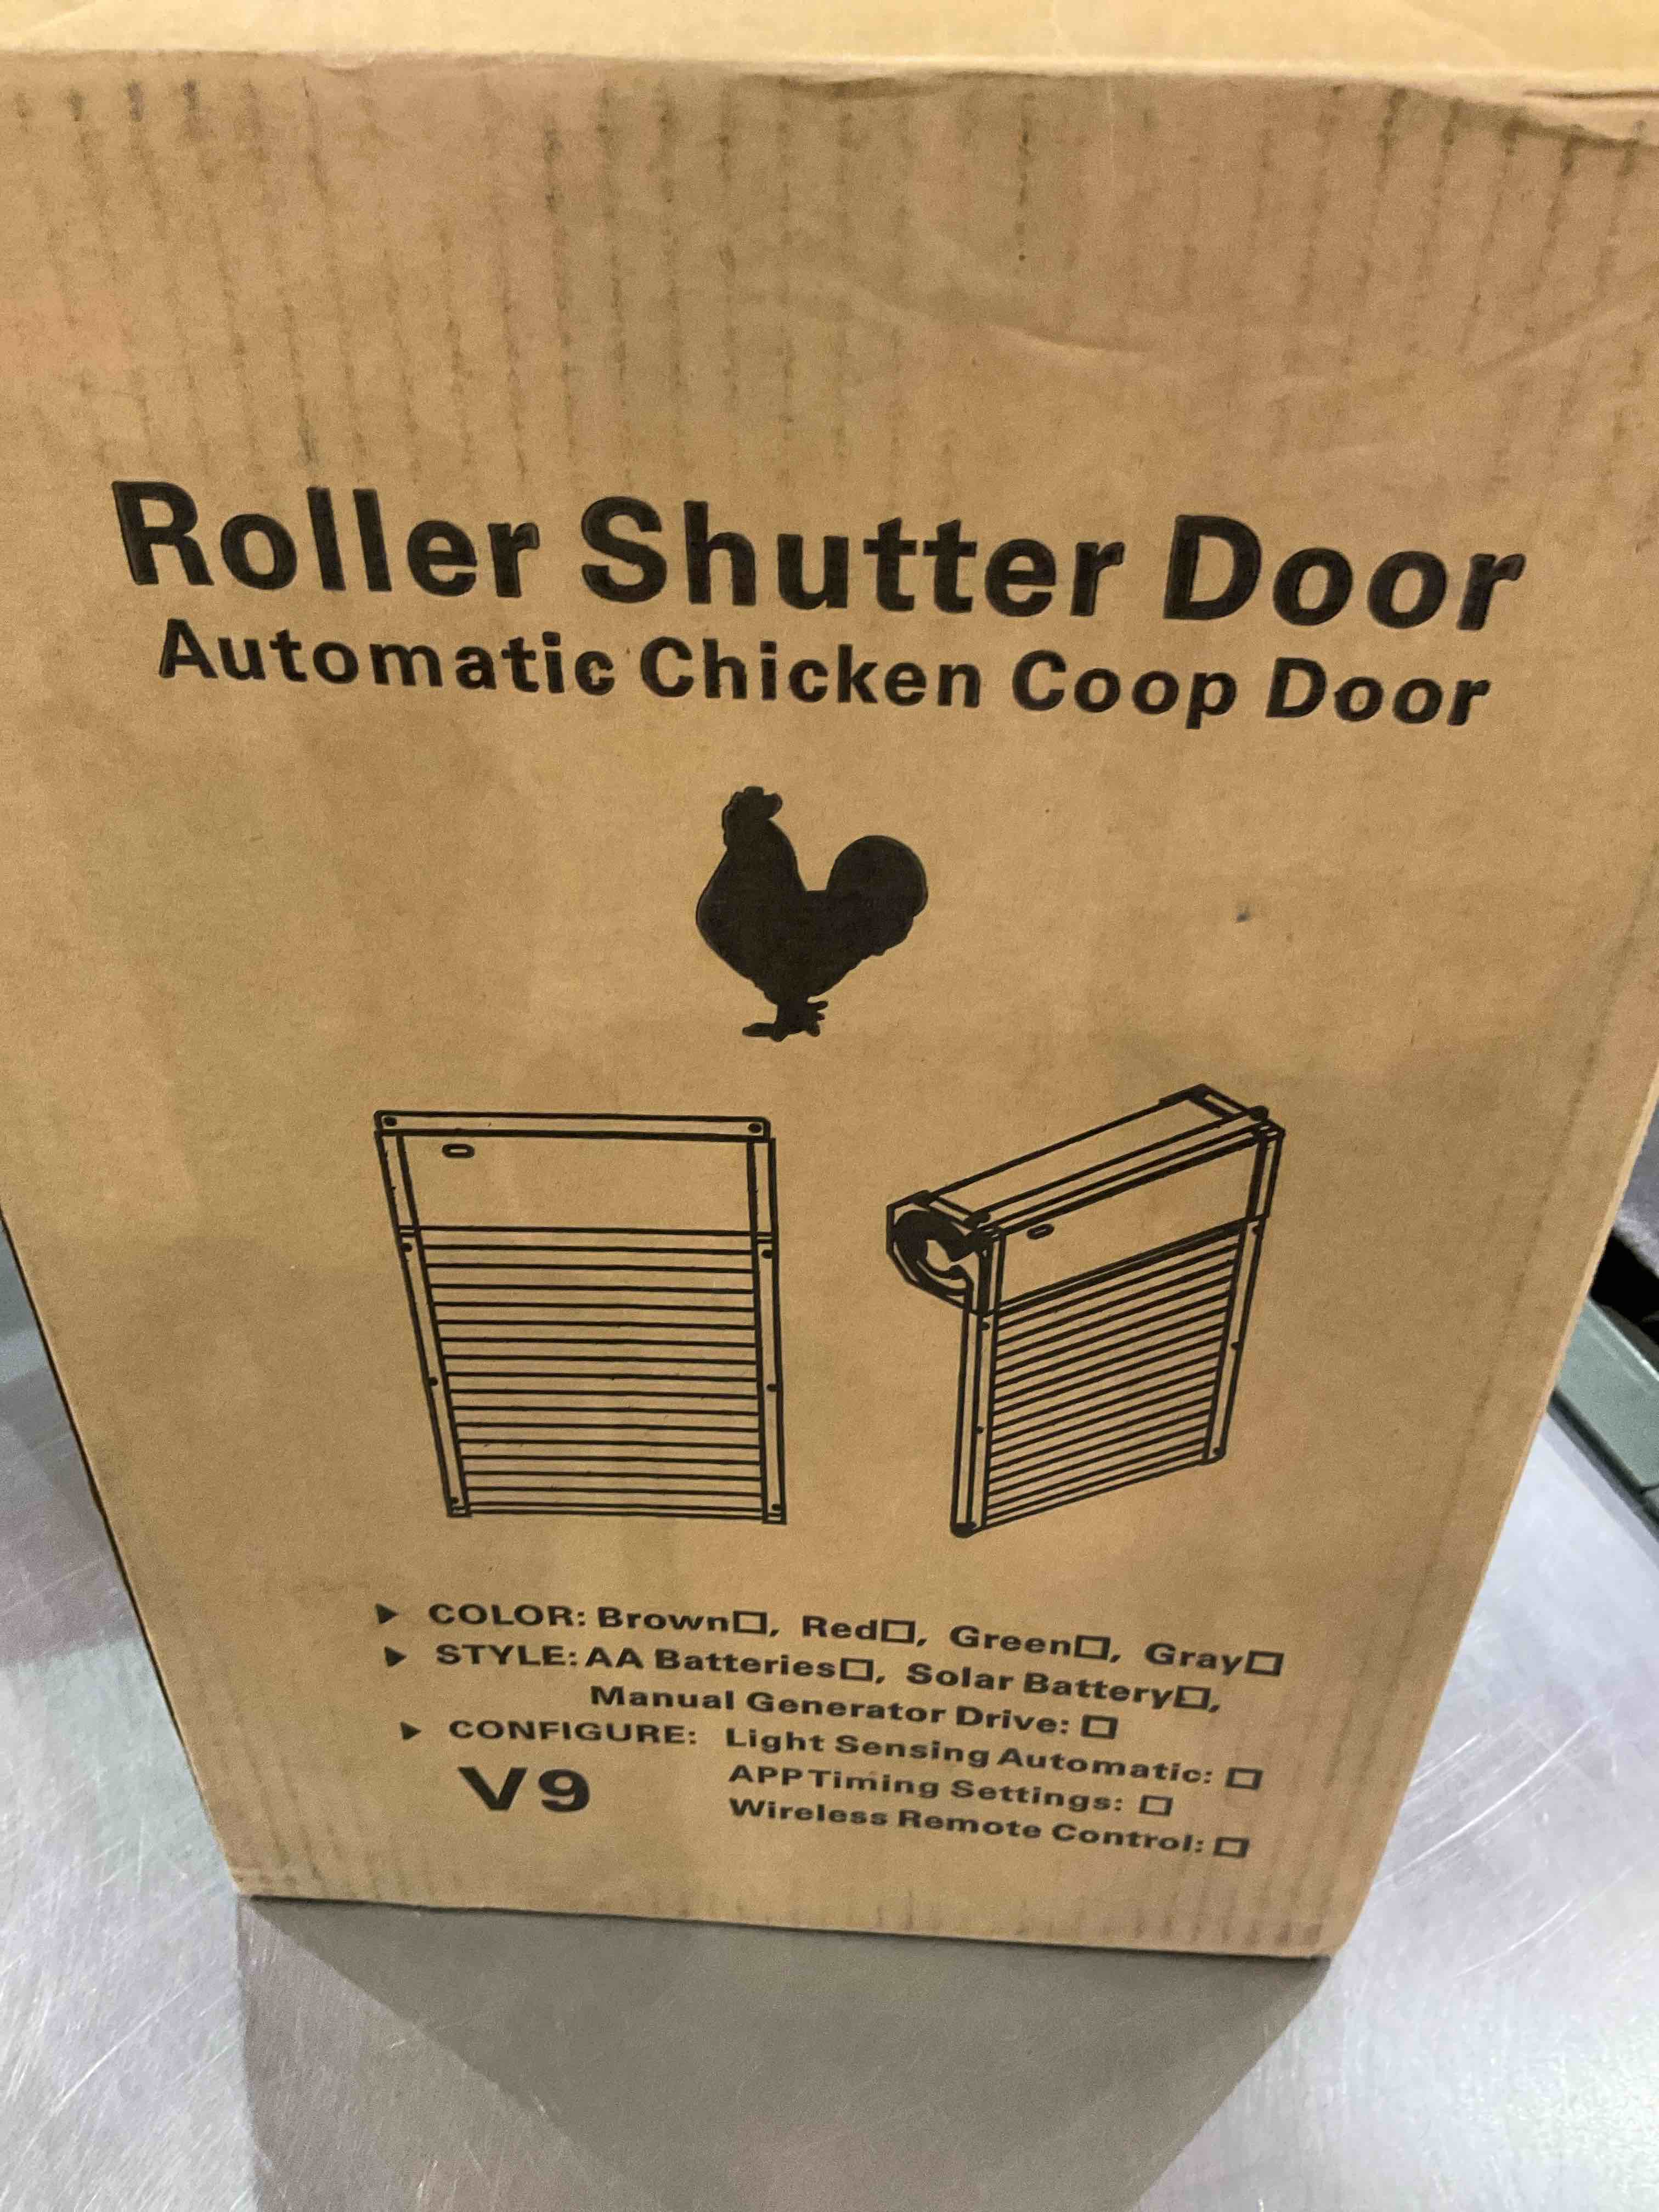 Roller Shutter Door
Automatic Chicken Coop Door
▶ COLOR: Brown☐, Red☐, Green☐, Gray☐
▶ STYLE: AA Batteries☐, Solar Battery☐,
Manual Generator Drive: ☐
▶ CONFIGURE: Light Sensing Automatic: ☐
APP Timing Settings: ☐
Wireless Remote Control: ☐
V9